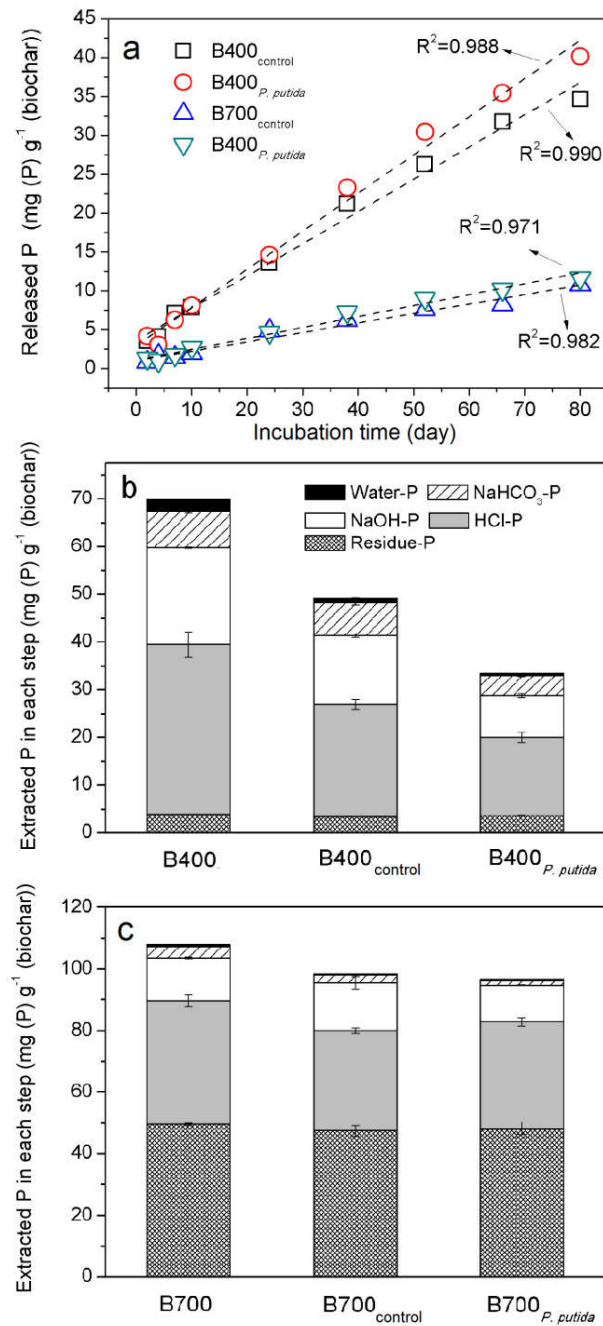 a
B400control
B400P. putida
B700control
B400P. putida
R²=0.988
R²=0.990
R²=0.971
R²=0.982
45
40
35
30
25
20
15
10
5
0
Released P (mg (P) g⁻¹ (biochar))
0 10 20 30 40 50 60 70 80
Incubation time (day)
b
Water-P NaHCO₃-P
NaOH-P HCl-P
Residue-P
70
60
50
40
30
20
10
0
Extracted P in each step (mg (P) g⁻¹ (biochar))
B400 B400control B400P. putida
c
120
100
80
60
40
20
0
Extracted P in each step (mg (P) g⁻¹ (biochar))
B700 B700control B700P. putida